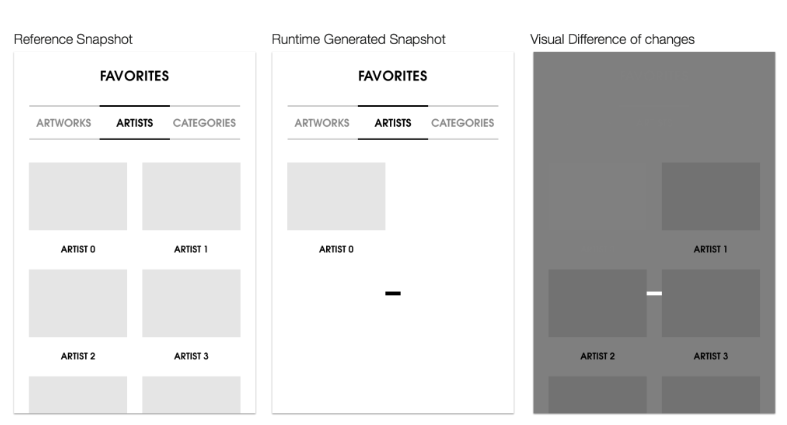 Reference Snapshot
Runtime Generated Snapshot
Visual Difference of changes
FAVORITES
ARTWORKS ARTISTS CATEGORIES
ARTIST 0 ARTIST 1
ARTIST 2 ARTIST 3
FAVORITES
ARTWORKS ARTISTS CATEGORIES
ARTIST 0
ARTIST 1
ARTIST 2 ARTIST 3